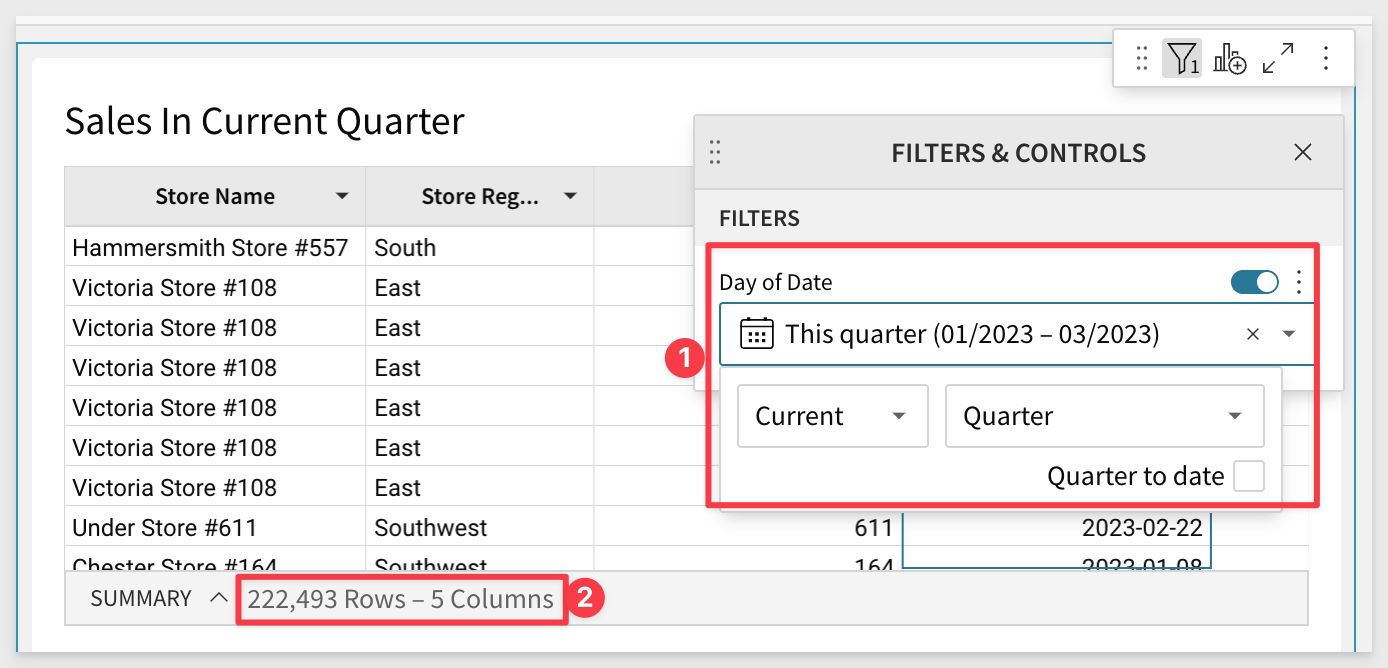 1
Sales In Current Quarter
FILTERS & CONTROLS
Store Name Store Reg...
FILTERS
Hammersmith Store #557 South
Day of Date
Victoria Store #108 East
Victoria Store #108 East
This quarter (01/2023 – 03/2023)
1
Victoria Store #108 East
Victoria Store #108 East
Current Quarter
Victoria Store #108 East
Quarter to date
Victoria Store #108 East
Under Store #611 Southwest 611 2023-02-22
Chester Store #164 Southwest 164 2023-01-08
SUMMARY 222,493 Rows – 5 Columns 2